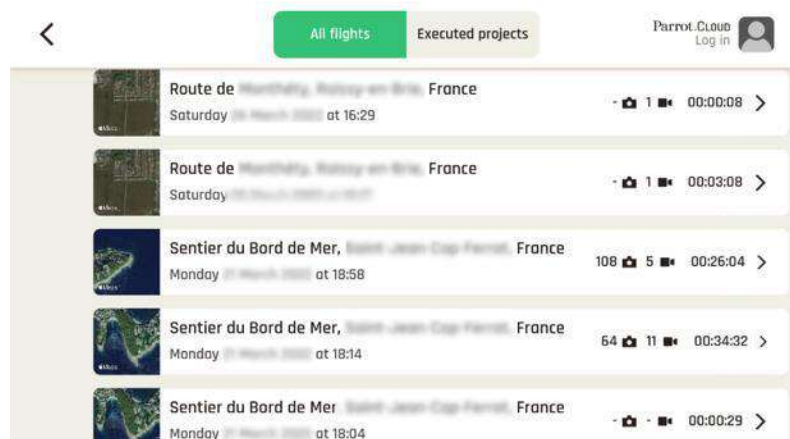 All flights
Executed projects
Parrot.Cloud
Log in
Route de France
Saturday at 16:29
- 1 00:00:08
Route de France
Saturday
- 1 00:03:08
Sentier du Bord de Mer, France
Monday at 18:58
108 5 00:26:04
Sentier du Bord de Mer, France
Monday at 18:14
64 11 00:34:32
Sentier du Bord de Mer France
Monday at 18:04
- - 00:00:29